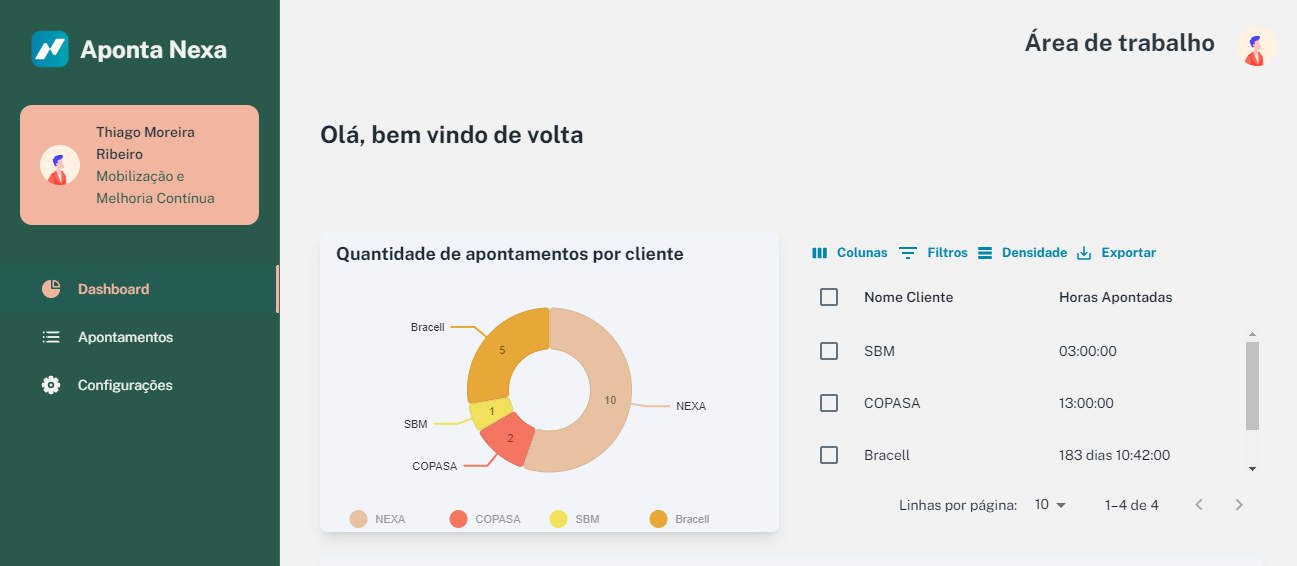 Aponta Nexa
Área de trabalho
Thiago Moreira
Ribeiro
Mobilização e
Melhoria Contínua
Dashboard
Apontamentos
Configurações
Olá, bem vindo de volta
Quantidade de apontamentos por cliente
Bracell
5
10
NEXA
1
SBM
2
COPASA
NEXA COPASA SBM Bracell
Colunas Filtros Densidade Exportar
Nome Cliente Horas Apontadas
SBM 03:00:00
COPASA 13:00:00
Bracell 183 dias 10:42:00
Linhas por página: 10 1–4 de 4